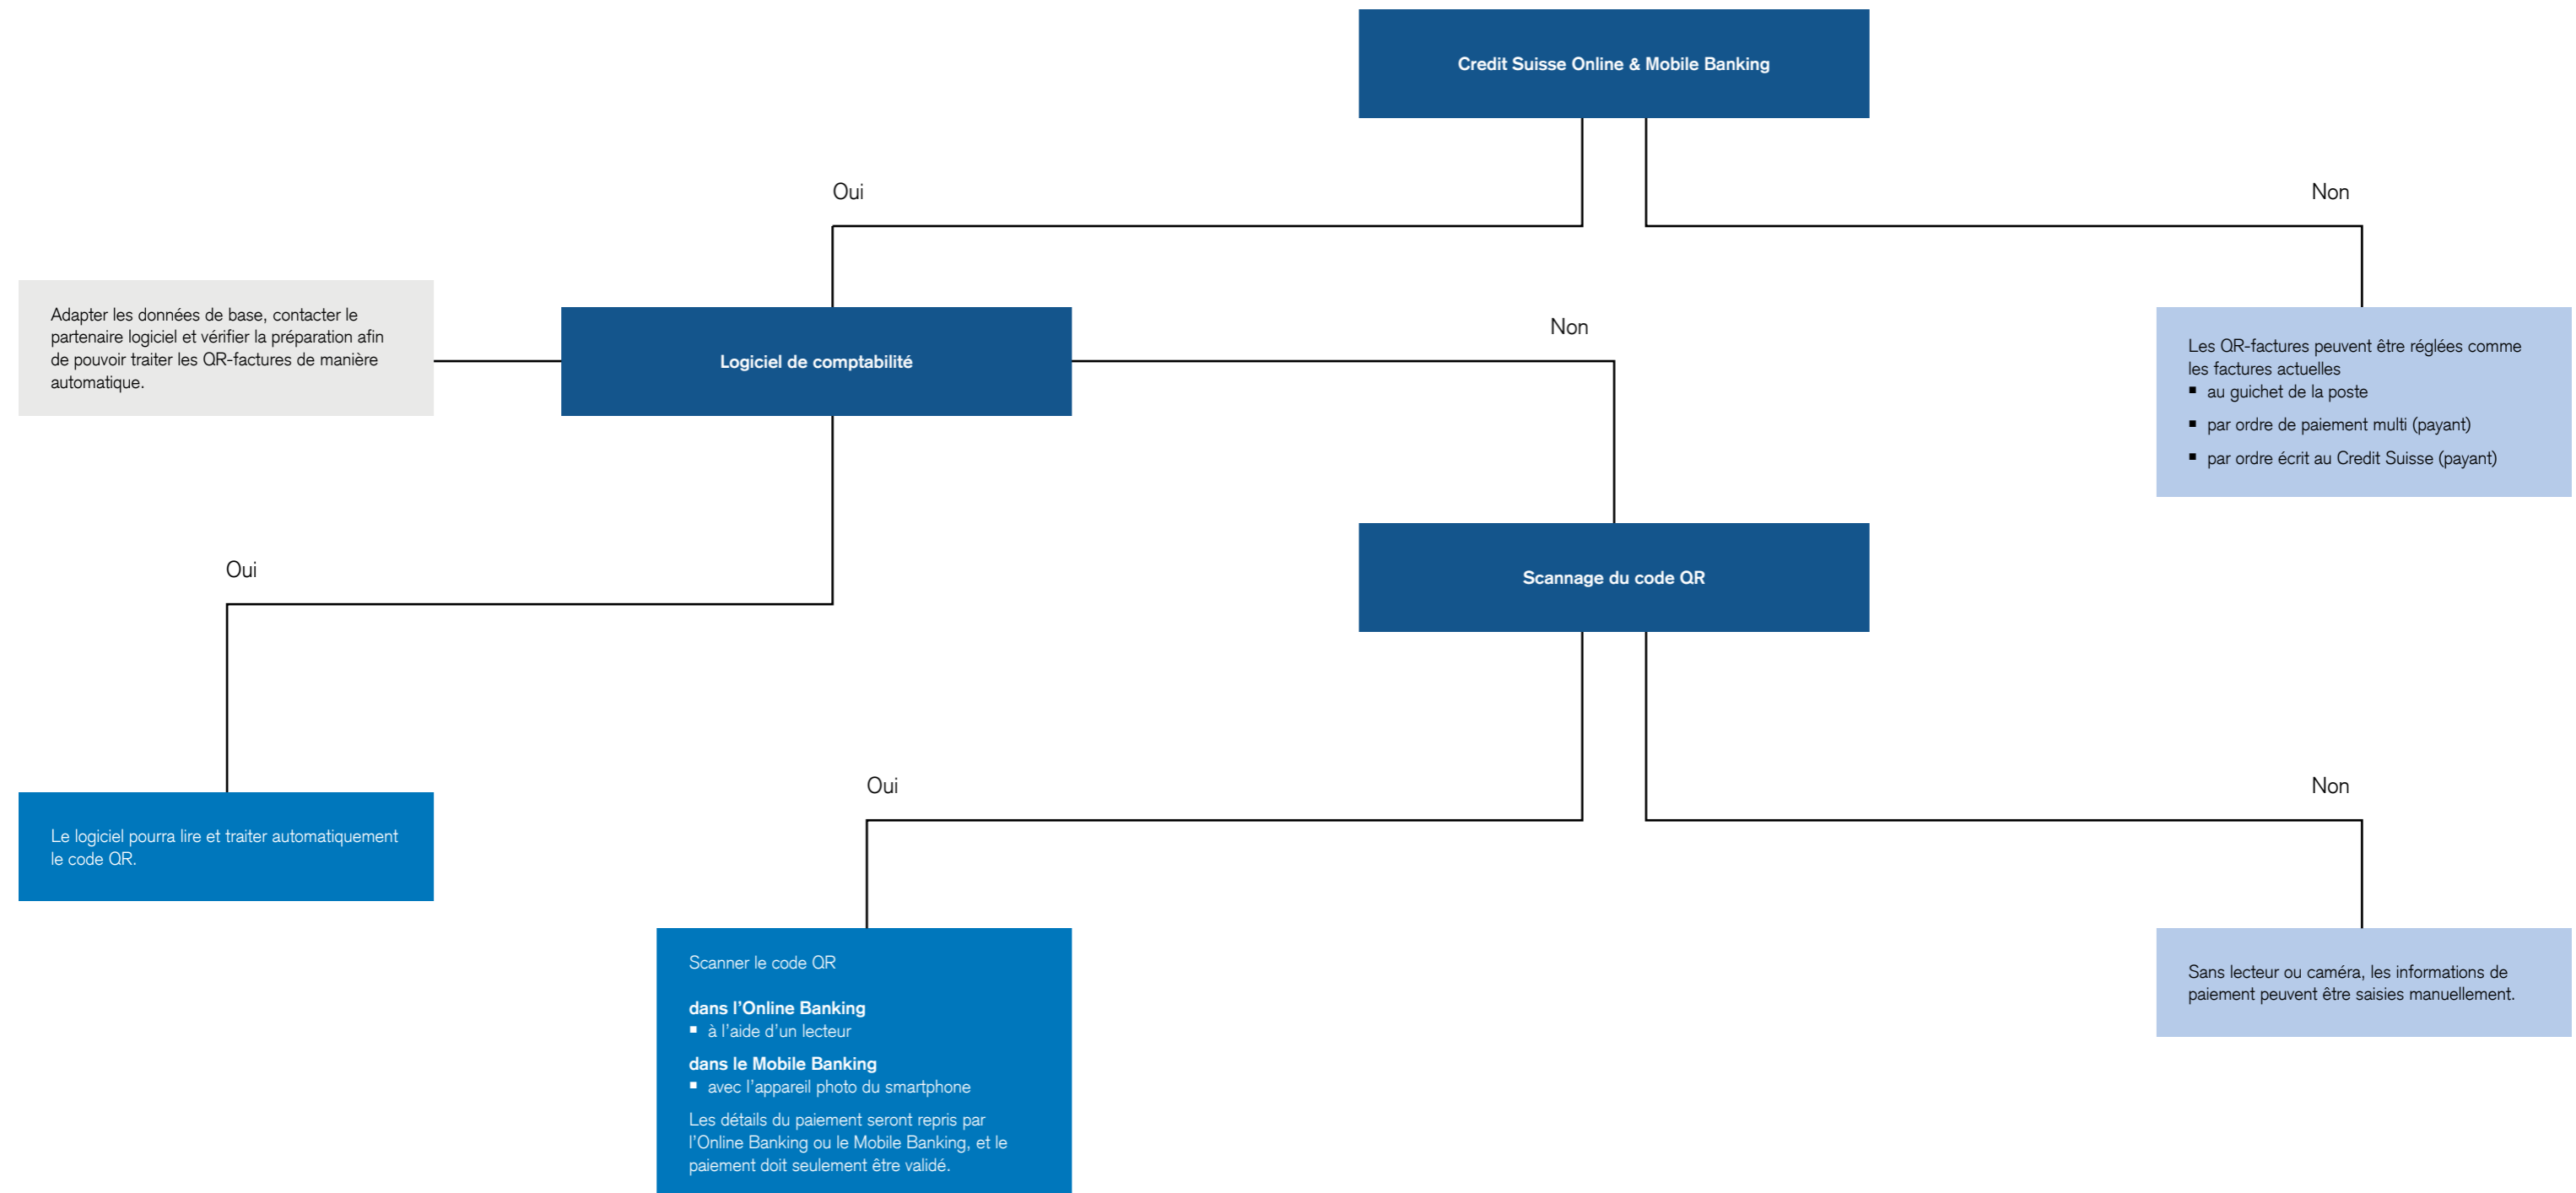 Credit Suisse Online & Mobile Banking
Oui
Non
Adapter les données de base, contacter le
partenaire logiciel et vérifier la préparation afin
de pouvoir traiter les QR-factures de manière
automatique.
Logiciel de comptabilité
Non
Les QR-factures peuvent être réglées comme
les factures actuelles
▪ au guichet de la poste
▪ par ordre de paiement multi (payant)
▪ par ordre écrit au Credit Suisse (payant)
Oui
Scannage du code QR
Oui
Non
Le logiciel pourra lire et traiter automatiquement
le code QR.
Scanner le code QR
dans l’Online Banking
▪ à l’aide d’un lecteur
dans le Mobile Banking
▪ avec l’appareil photo du smartphone
Les détails du paiement seront repris par
l’Online Banking ou le Mobile Banking, et le
paiement doit seulement être validé.
Sans lecteur ou caméra, les informations de
paiement peuvent être saisies manuellement.